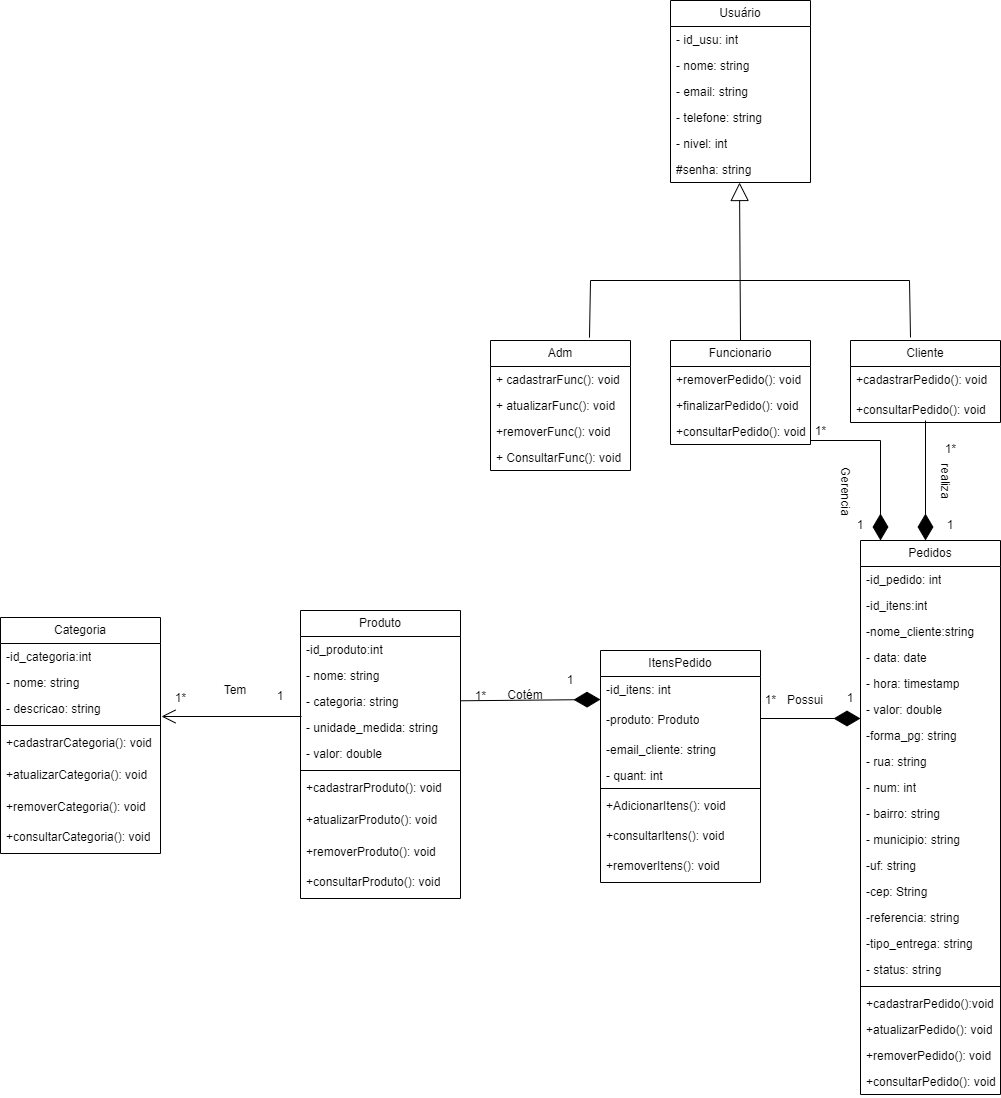 Usuário
- id_usu: int
- nome: string
- email: string
- telefone: string
- nivel: int
#senha: string
Adm
+ cadastrarFunc(): void
+ atualizarFunc(): void
+removerFunc(): void
+ ConsultarFunc(): void
Funcionario
+removerPedido(): void
+finalizarPedido(): void
+consultarPedido(): void
Cliente
+cadastrarPedido(): void
+consultarPedido(): void
1*
Gerencia
1
1*
realiza
1
Categoria
-id_categoria:int
- nome: string
- descricao: string
+cadastrarCategoria(): void
+atualizarCategoria(): void
+removerCategoria(): void
+consultarCategoria(): void
1*
Tem
1
Produto
-id_produto:int
- nome: string
- categoria: string
- unidade_medida: string
- valor: double
+cadastrarProduto(): void
+atualizarProduto(): void
+removerProduto(): void
+consultarProduto(): void
1*
Cotém
1
ItensPedido
-id_itens: int
-produto: Produto
-email_cliente: string
- quant: int
+AdicionarItens(): void
+consultarItens(): void
+removerItens(): void
1*
Possui
1
Pedidos
-id_pedido: int
-id_itens:int
-nome_cliente:string
- data: date
- hora: timestamp
- valor: double
-forma_pg: string
- rua: string
- num: int
- bairro: string
- municipio: string
-uf: string
-cep: String
-referencia: string
-tipo_entrega: string
- status: string
+cadastrarPedido():void
+atualizarPedido(): void
+removerPedido(): void
+consultarPedido(): void